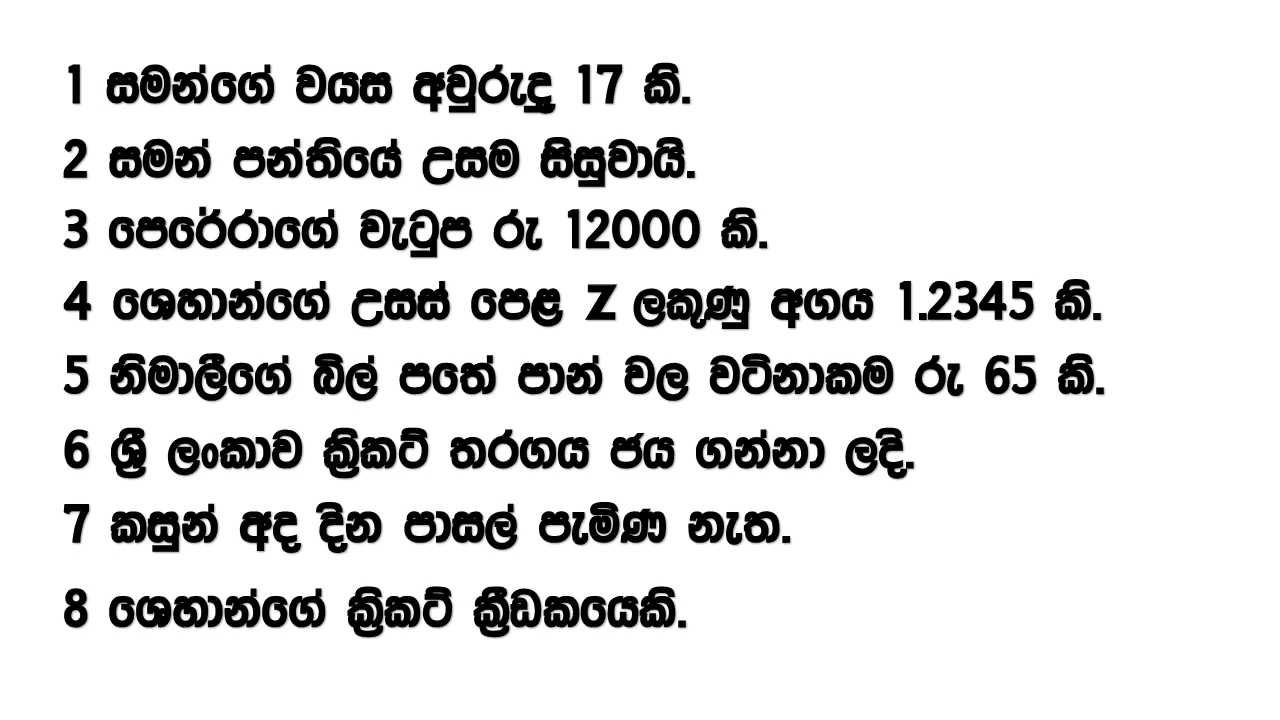 1 සමන්ගේ වයස අවුරුදු 17 කි.
2 සමන් පන්තියේ උසම සිසුවායි.
3 පෙරේරාගේ වැටුප රු 12000 කි.
4 ශෙහාන්ගේ උසස් පෙළ Z ලකුණු අගය 1.2345 කි.
5 නිමාලීගේ බිල් පතේ පාන් වල වටිනාකම රු 65 කි.
6 ශ්‍රී ලංකාව ක්‍රිකට් තරගය ජය ගන්නා ලදි.
7 කසුන් අද දින පාසල් පැමිණ නැත.
8 ශෙහාන්ගේ ක්‍රිකට් ක්‍රීඩකයෙකි.